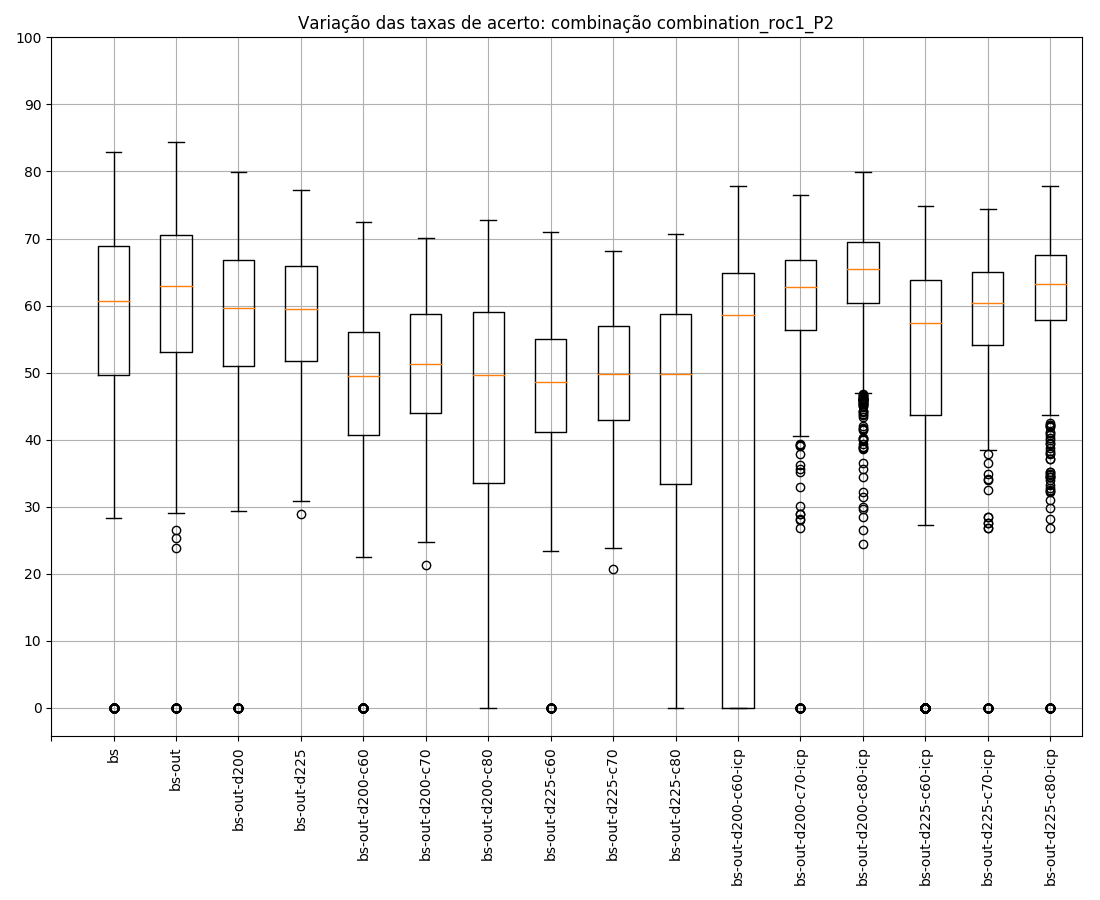 Variação das taxas de acerto: combinação combination_roc1_P2
100
90
80
70
60
50
40
30
20
10
0
bs
bs-out
bs-out-d200
bs-out-d225
bs-out-d200-c60
bs-out-d200-c70
bs-out-d200-c80
bs-out-d225-c60
bs-out-d225-c70
bs-out-d225-c80
bs-out-d200-c60-icp
bs-out-d200-c70-icp
bs-out-d200-c80-icp
bs-out-d225-c60-icp
bs-out-d225-c70-icp
bs-out-d225-c80-icp